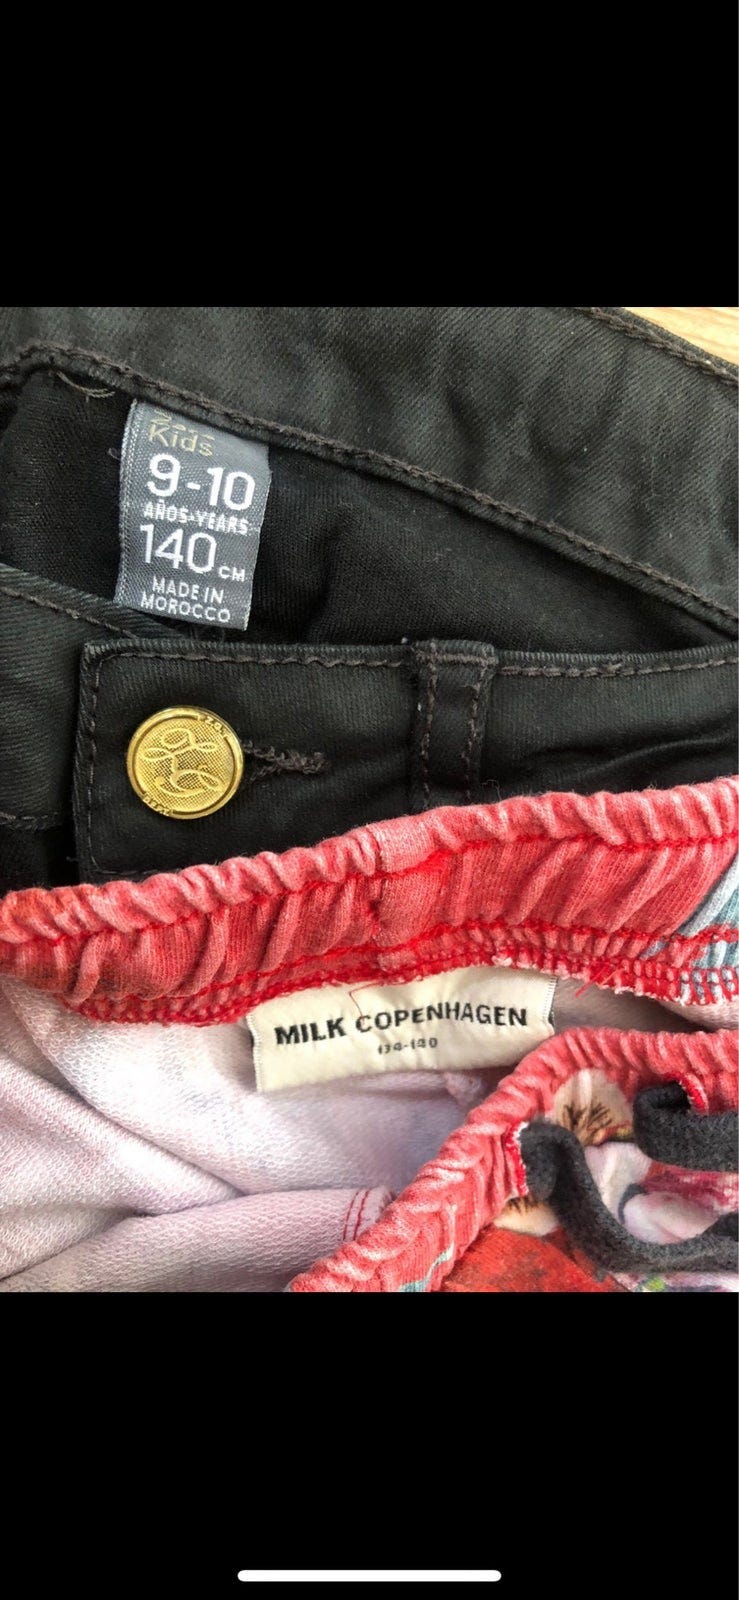 Kids
9-10
AÑOS-YEARS
140 CM
MADE IN
MOROCCO
MILK COPENHAGEN
134-140